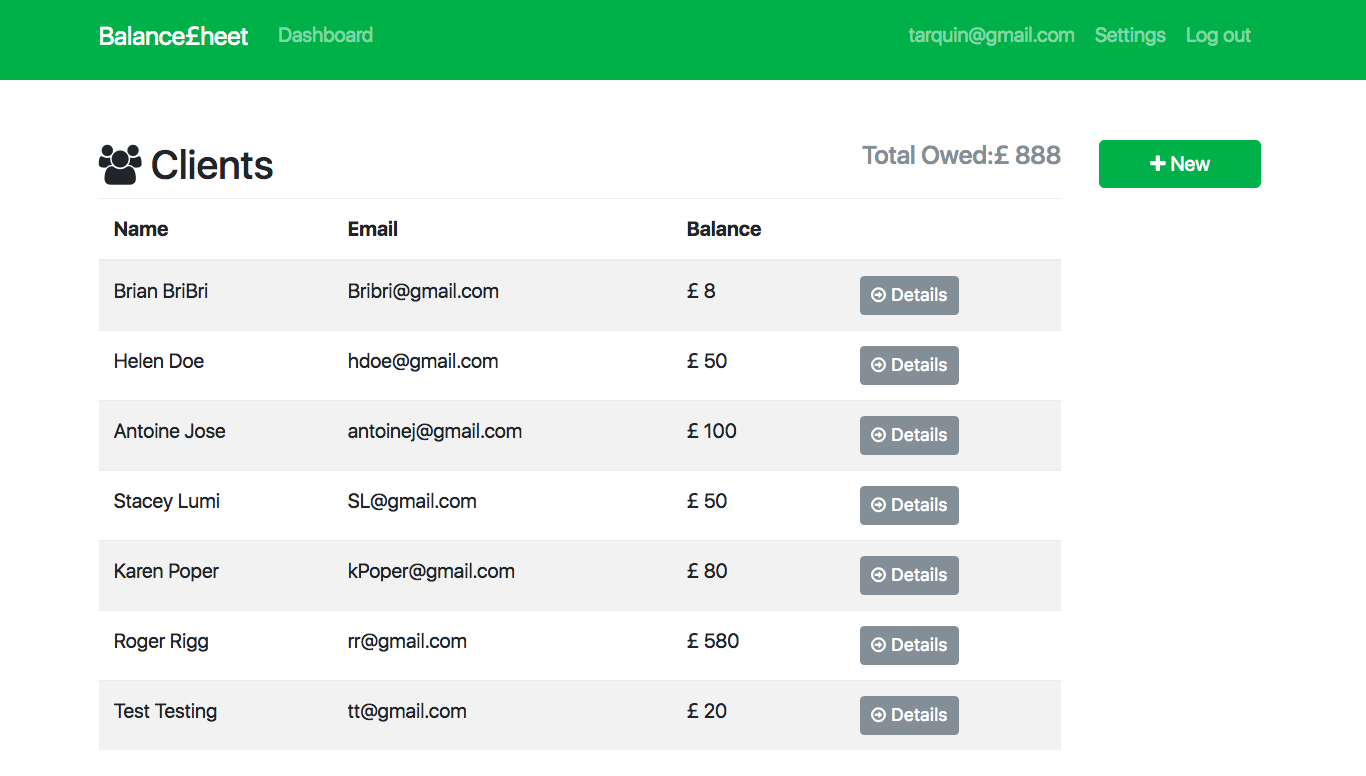 Balance£heet Dashboard tarquin@gmail.com Settings Log out
Clients Total Owed:£ 888 New
Name Email Balance
Brian BriBri Bribri@gmail.com £ 8 Details
Helen Doe hdoe@gmail.com £ 50 Details
Antoine Jose antoinej@gmail.com £ 100 Details
Stacey Lumi SL@gmail.com £ 50 Details
Karen Poper kPoper@gmail.com £ 80 Details
Roger Rigg rr@gmail.com £ 580 Details
Test Testing tt@gmail.com £ 20 Details